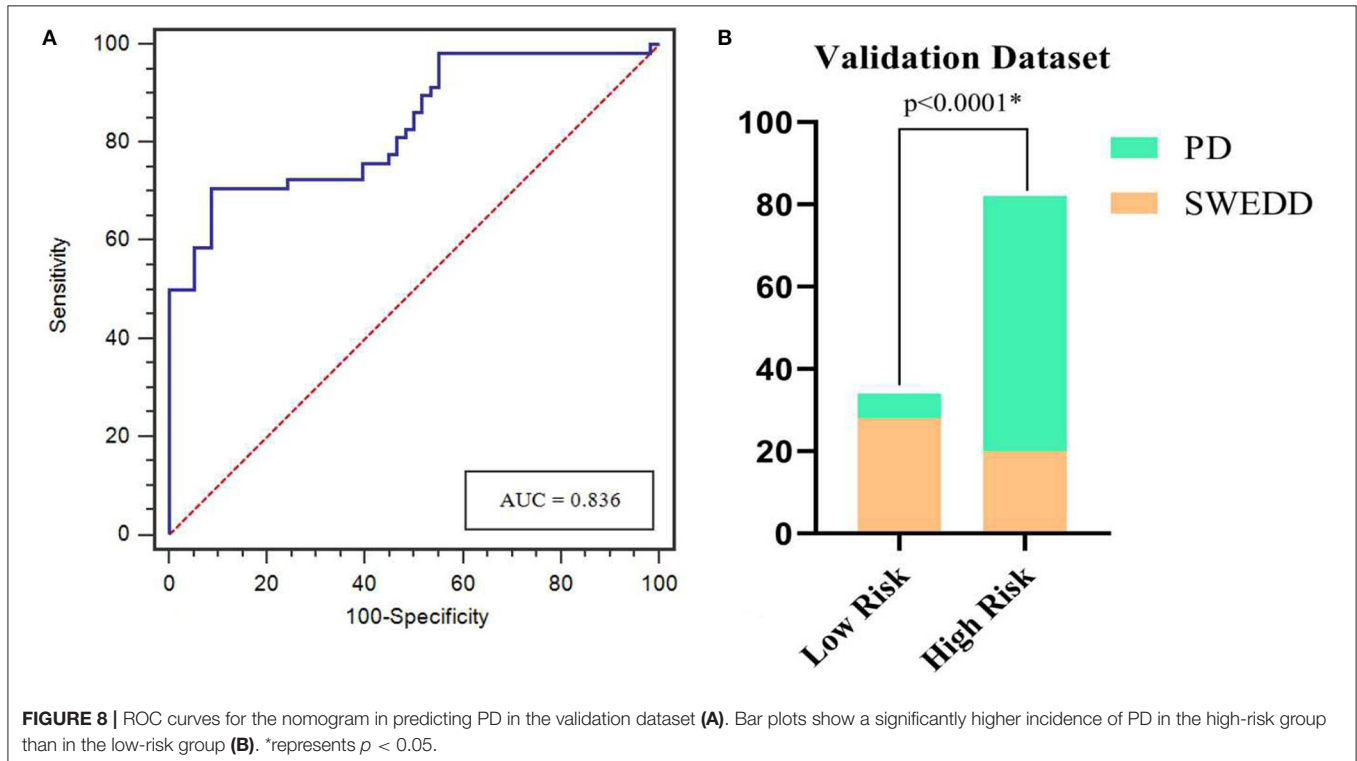 A
100
80
60
40
20
0
Sensitivity
AUC = 0.836
0 20 40 60 80 100
100-Specificity
B
Validation Dataset
p<0.0001*
100
80
60
40
20
0
PD
SWEDD
Low Risk
High Risk
FIGURE 8 | ROC curves for the nomogram in predicting PD in the validation dataset (A). Bar plots show a significantly higher incidence of PD in the high-risk group
than in the low-risk group (B). *represents p < 0.05.